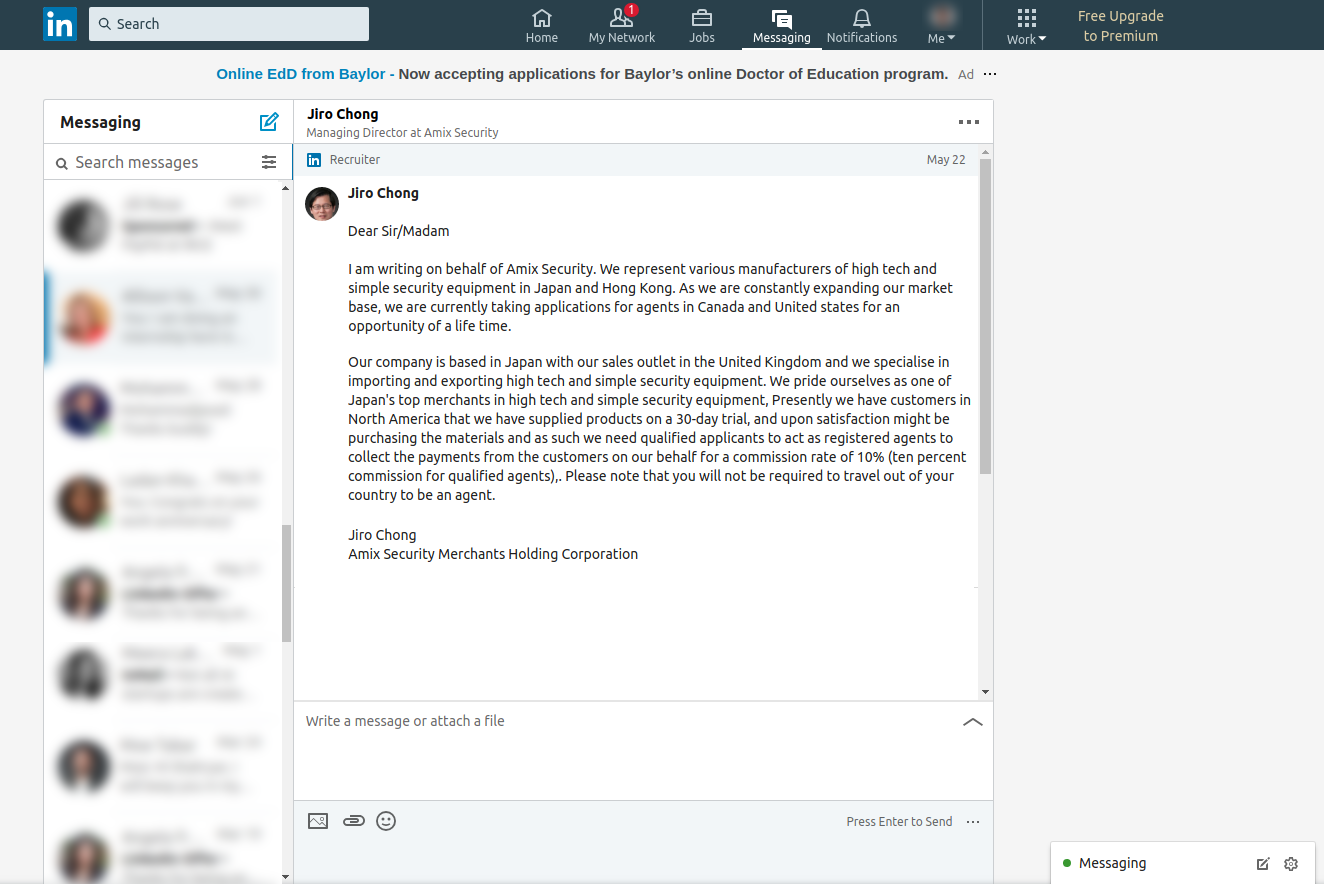 in
Search
Home
My Network
1
Jobs
Messaging
Notifications
Me
Work
Free Upgrade
to Premium
Online EdD from Baylor - Now accepting applications for Baylor’s online Doctor of Education program. Ad ...
Messaging
Search messages
Jiro Chong
Managing Director at Amix Security
in Recruiter
May 22
Jiro Chong
Dear Sir/Madam
I am writing on behalf of Amix Security. We represent various manufacturers of high tech and
simple security equipment in Japan and Hong Kong. As we are constantly expanding our market
base, we are currently taking applications for agents in Canada and United states for an
opportunity of a life time.
Our company is based in Japan with our sales outlet in the United Kingdom and we specialise in
importing and exporting high tech and simple security equipment. We pride ourselves as one of
Japan's top merchants in high tech and simple security equipment, Presently we have customers in
North America that we have supplied products on a 30-day trial, and upon satisfaction might be
purchasing the materials and as such we need qualified applicants to act as registered agents to
collect the payments from the customers on our behalf for a commission rate of 10% (ten percent
commission for qualified agents),. Please note that you will not be required to travel out of your
country to be an agent.
Jiro Chong
Amix Security Merchants Holding Corporation
Write a message or attach a file
Press Enter to Send
Messaging